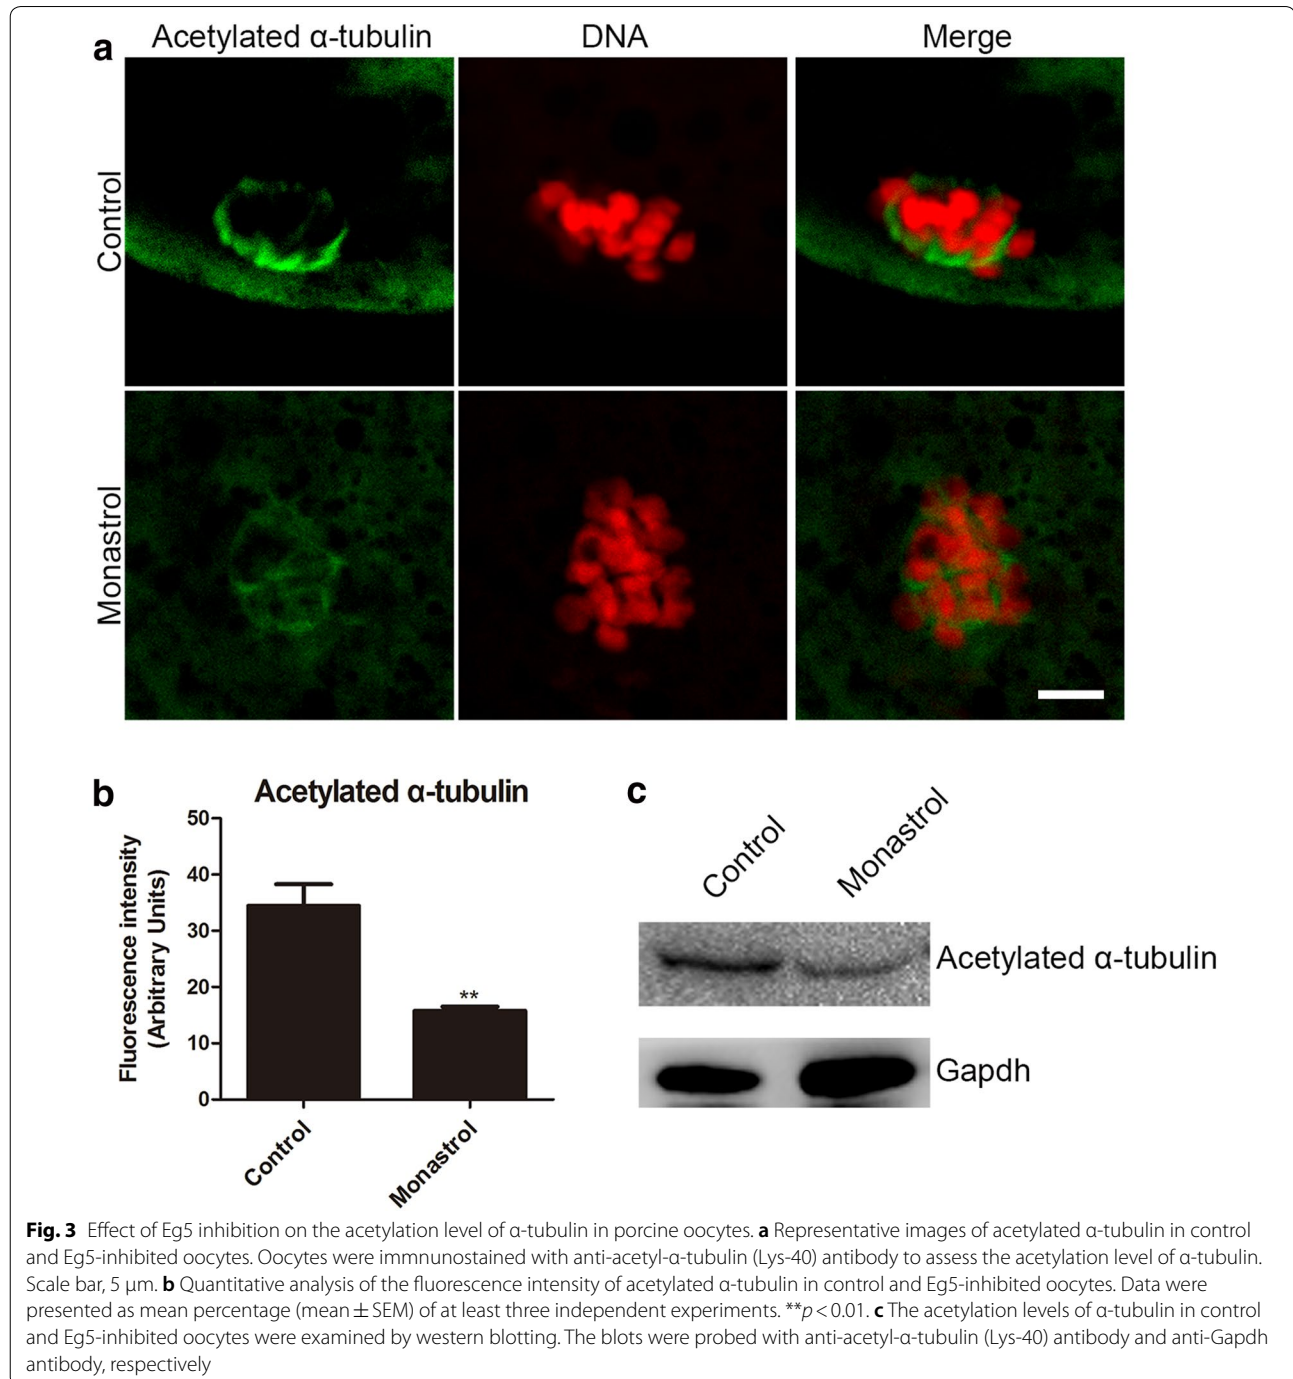 a
Acetylated α-tubulin
DNA
Merge
Control
Monastrol
b
Acetylated α-tubulin
Fluorescence intensity
(Arbitrary Units)
50
40
30
20
10
0
**
Control
Monastrol
c
Control
Monastrol
Acetylated α-tubulin
Gapdh
Fig. 3 Effect of Eg5 inhibition on the acetylation level of α-tubulin in porcine oocytes. a Representative images of acetylated α-tubulin in control
and Eg5-inhibited oocytes. Oocytes were immnunostained with anti-acetyl-α-tubulin (Lys-40) antibody to assess the acetylation level of α-tubulin.
Scale bar, 5 µm. b Quantitative analysis of the fluorescence intensity of acetylated α-tubulin in control and Eg5-inhibited oocytes. Data were
presented as mean percentage (mean ± SEM) of at least three independent experiments. **p < 0.01. c The acetylation levels of α-tubulin in control
and Eg5-inhibited oocytes were examined by western blotting. The blots were probed with anti-acetyl-α-tubulin (Lys-40) antibody and anti-Gapdh
antibody, respectively